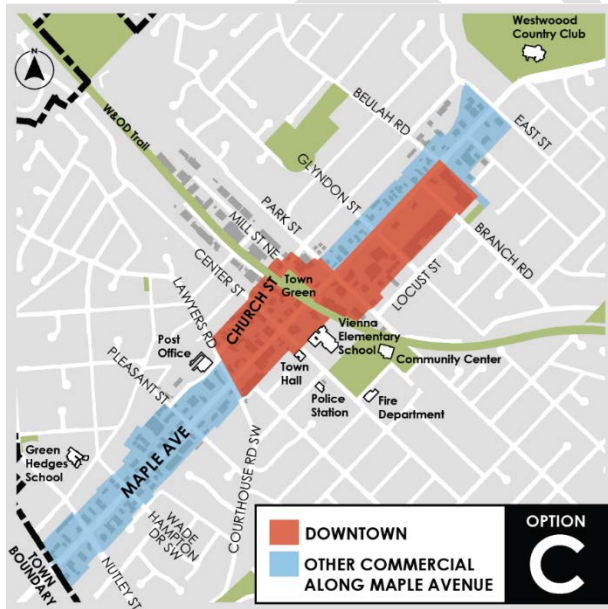 Westwoood
Country Club
N
W&OD Trail
BEULAH RD
EAST ST
GLYNDON ST
PARK ST
MILL ST NE
BRANCH RD
CENTER ST
Town
Green
LOCUST ST
LAWYERS RD
CHURCH ST
Vienna
Elementary
School
Post
Office
Community Center
Town
Hall
PLEASANT ST
Police
Station
Fire
Department
Green
Hedges
School
MAPLE AVE
COURTHOUSE RD SW
WADE
HAMPTON
DR SW
TOWN
BOUNDARY
NUTLEY ST
DOWNTOWN
OTHER COMMERCIAL
ALONG MAPLE AVENUE
OPTION
C